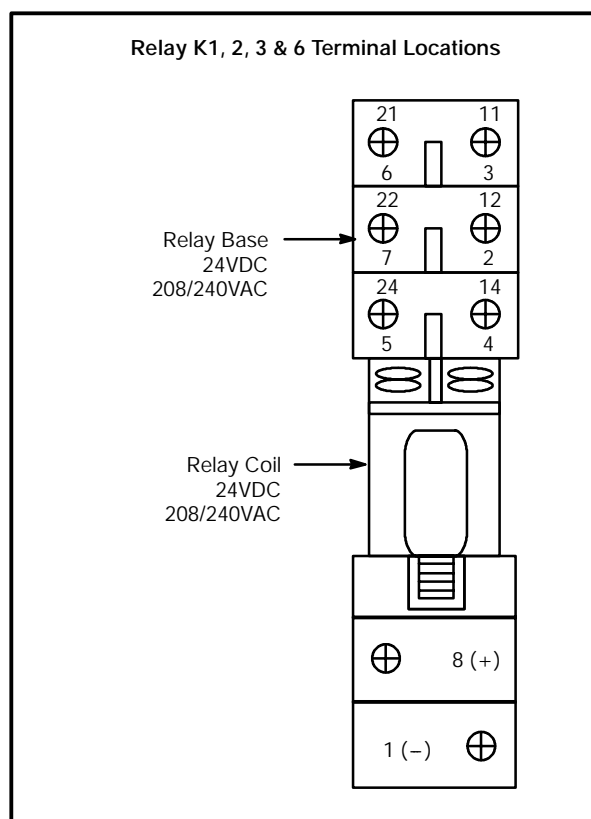 Relay K1, 2, 3 & 6 Terminal Locations
21 11
6 3
22 12
7 2
24 14
5 4
Relay Base
24VDC
208/240VAC
Relay Coil
24VDC
208/240VAC
8 (+)
1 (−)